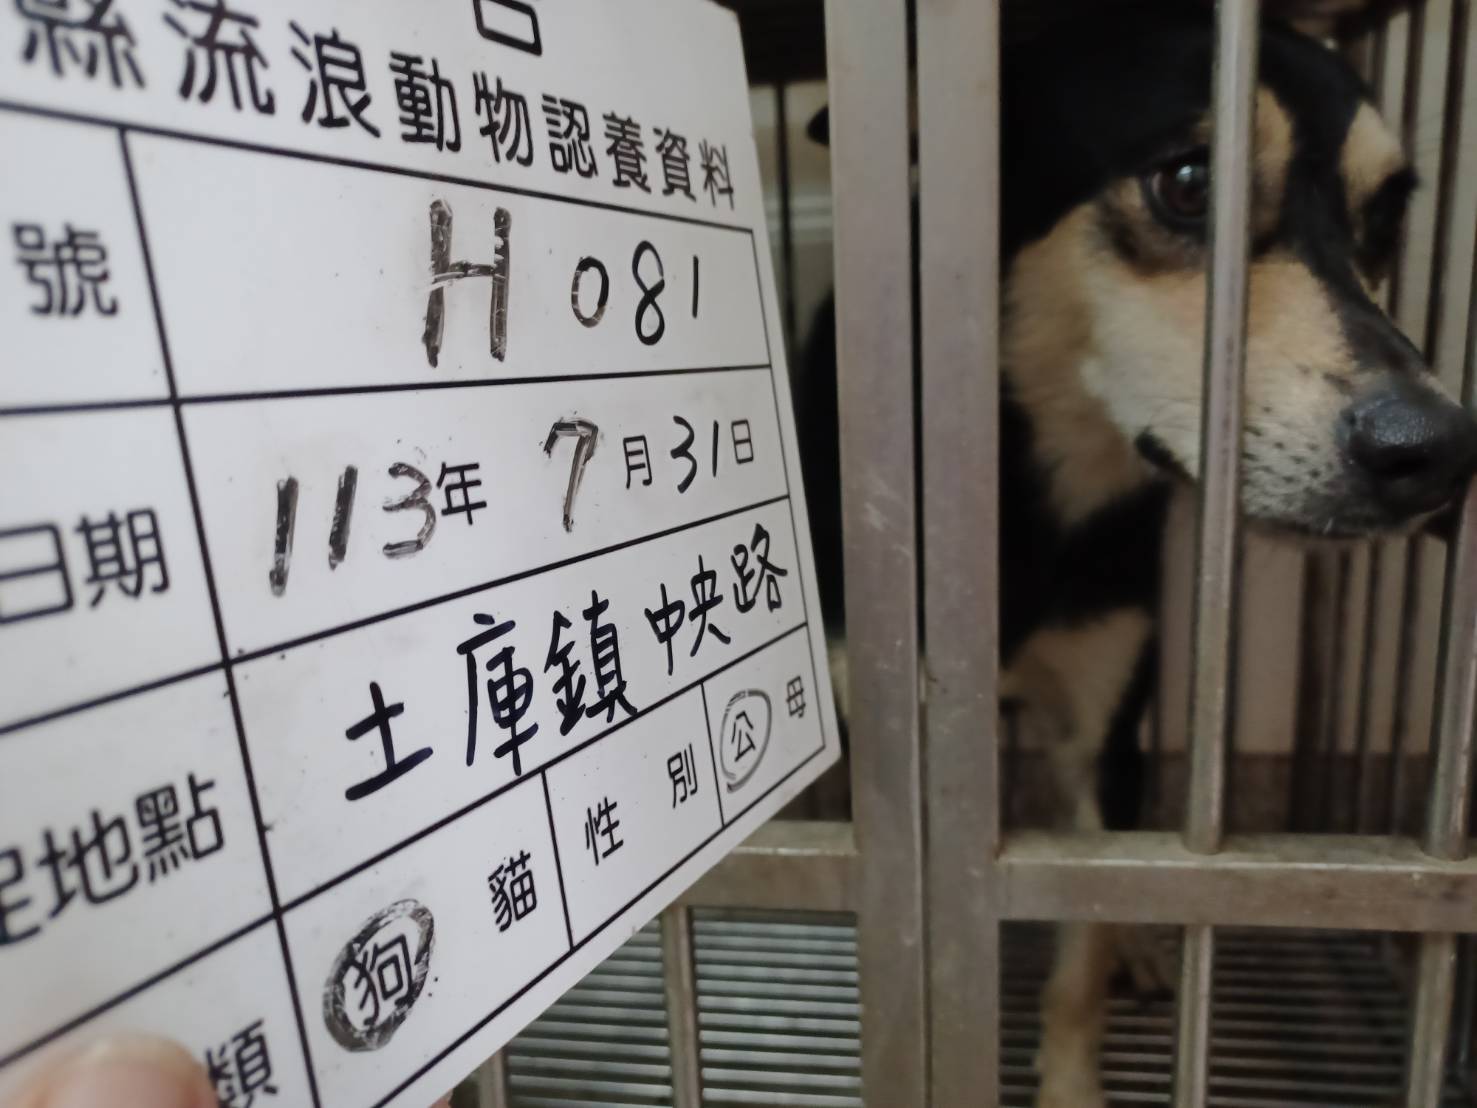 縣流浪動物認養資料
號 H 081
日期 113年 7月31日
地點 土庫鎮中央路
類 狗 貓 性別 公 母